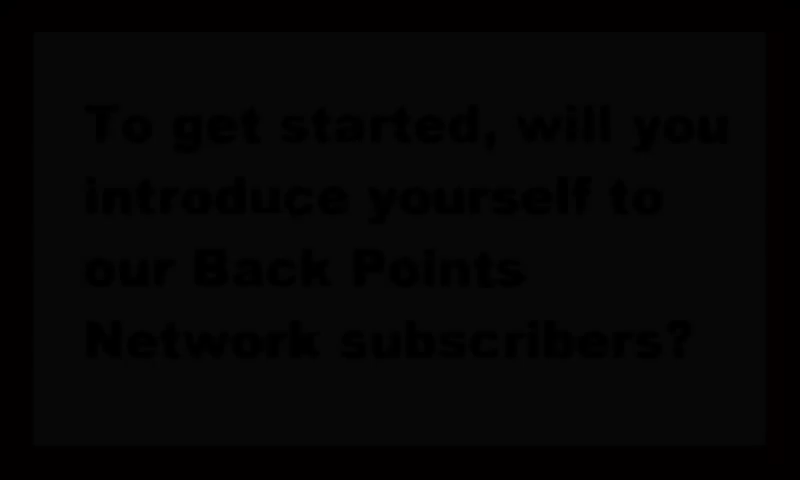 To get started, will you
introduce yourself to
our Back Points
Network subscribers?